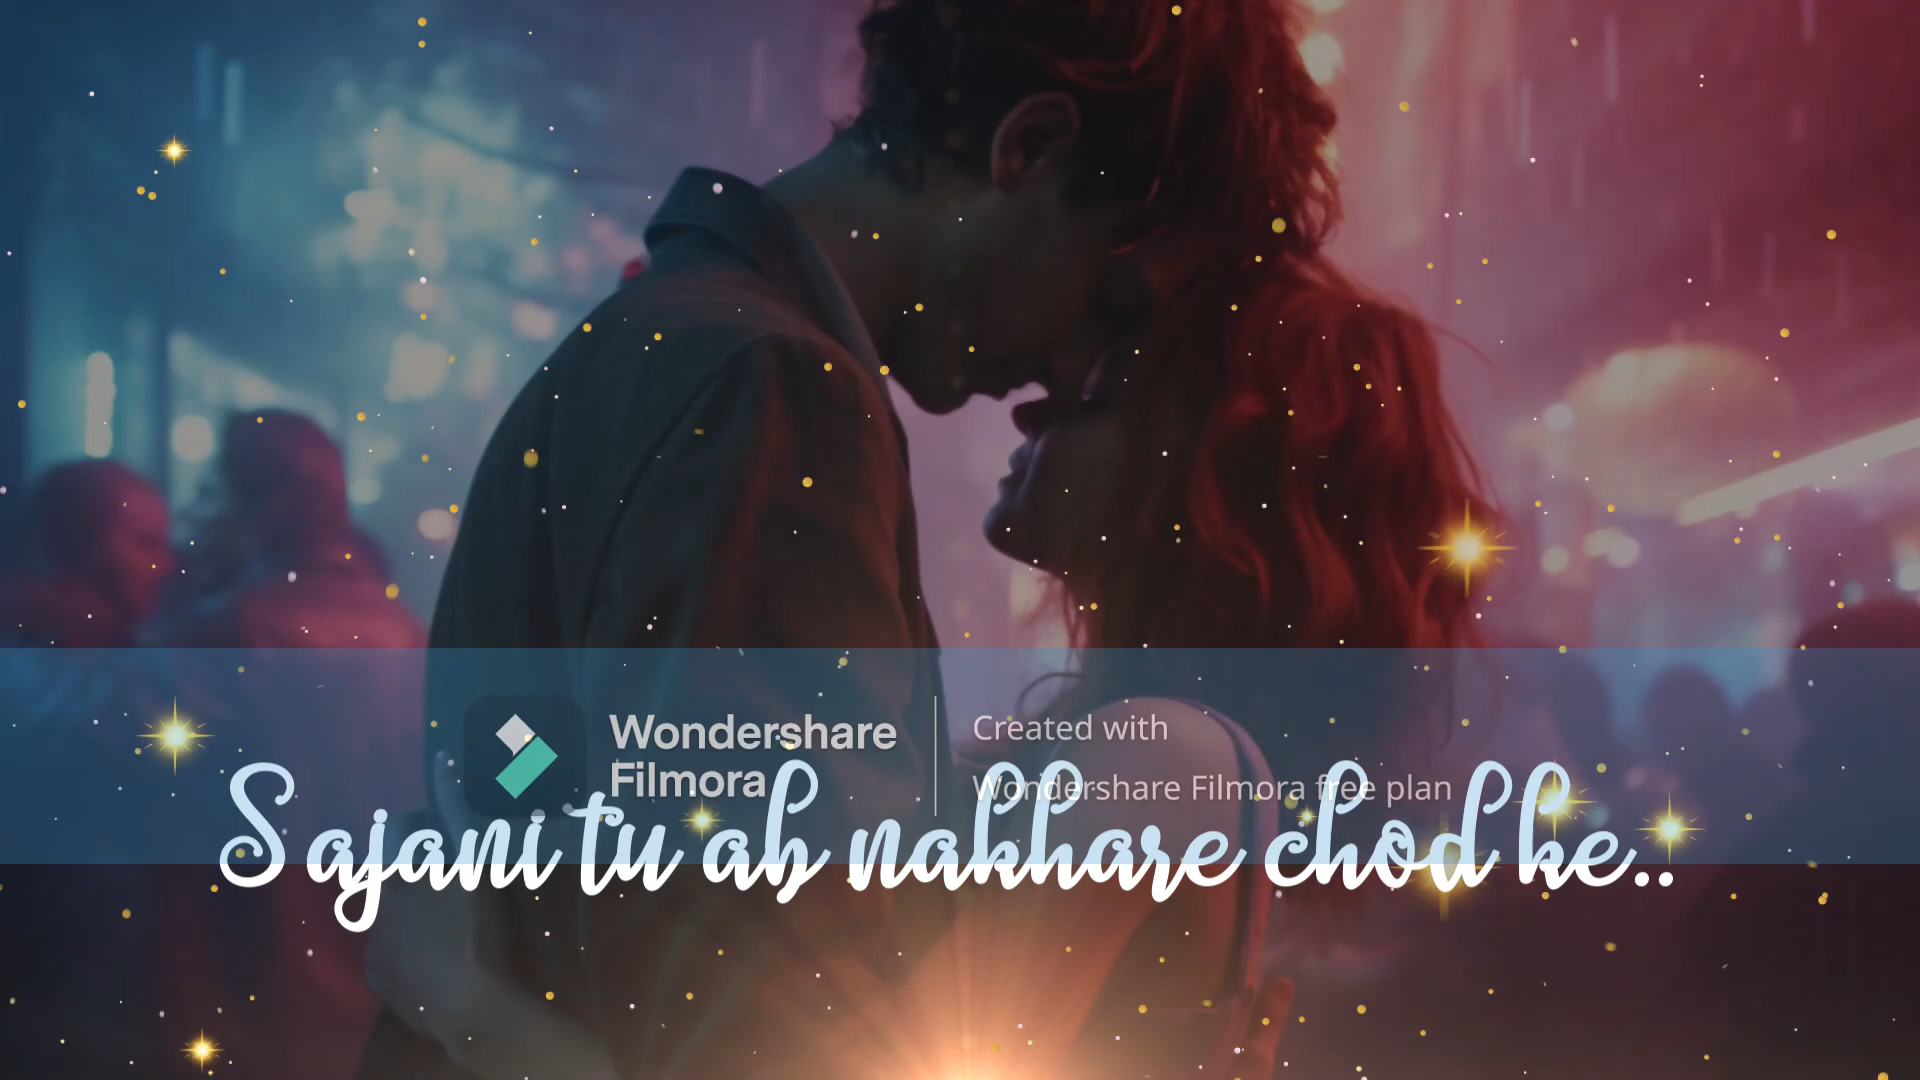 Wondershare
Filmora
Created with
Wondershare Filmora free plan
Sajani tu ab nakhare chod ke..